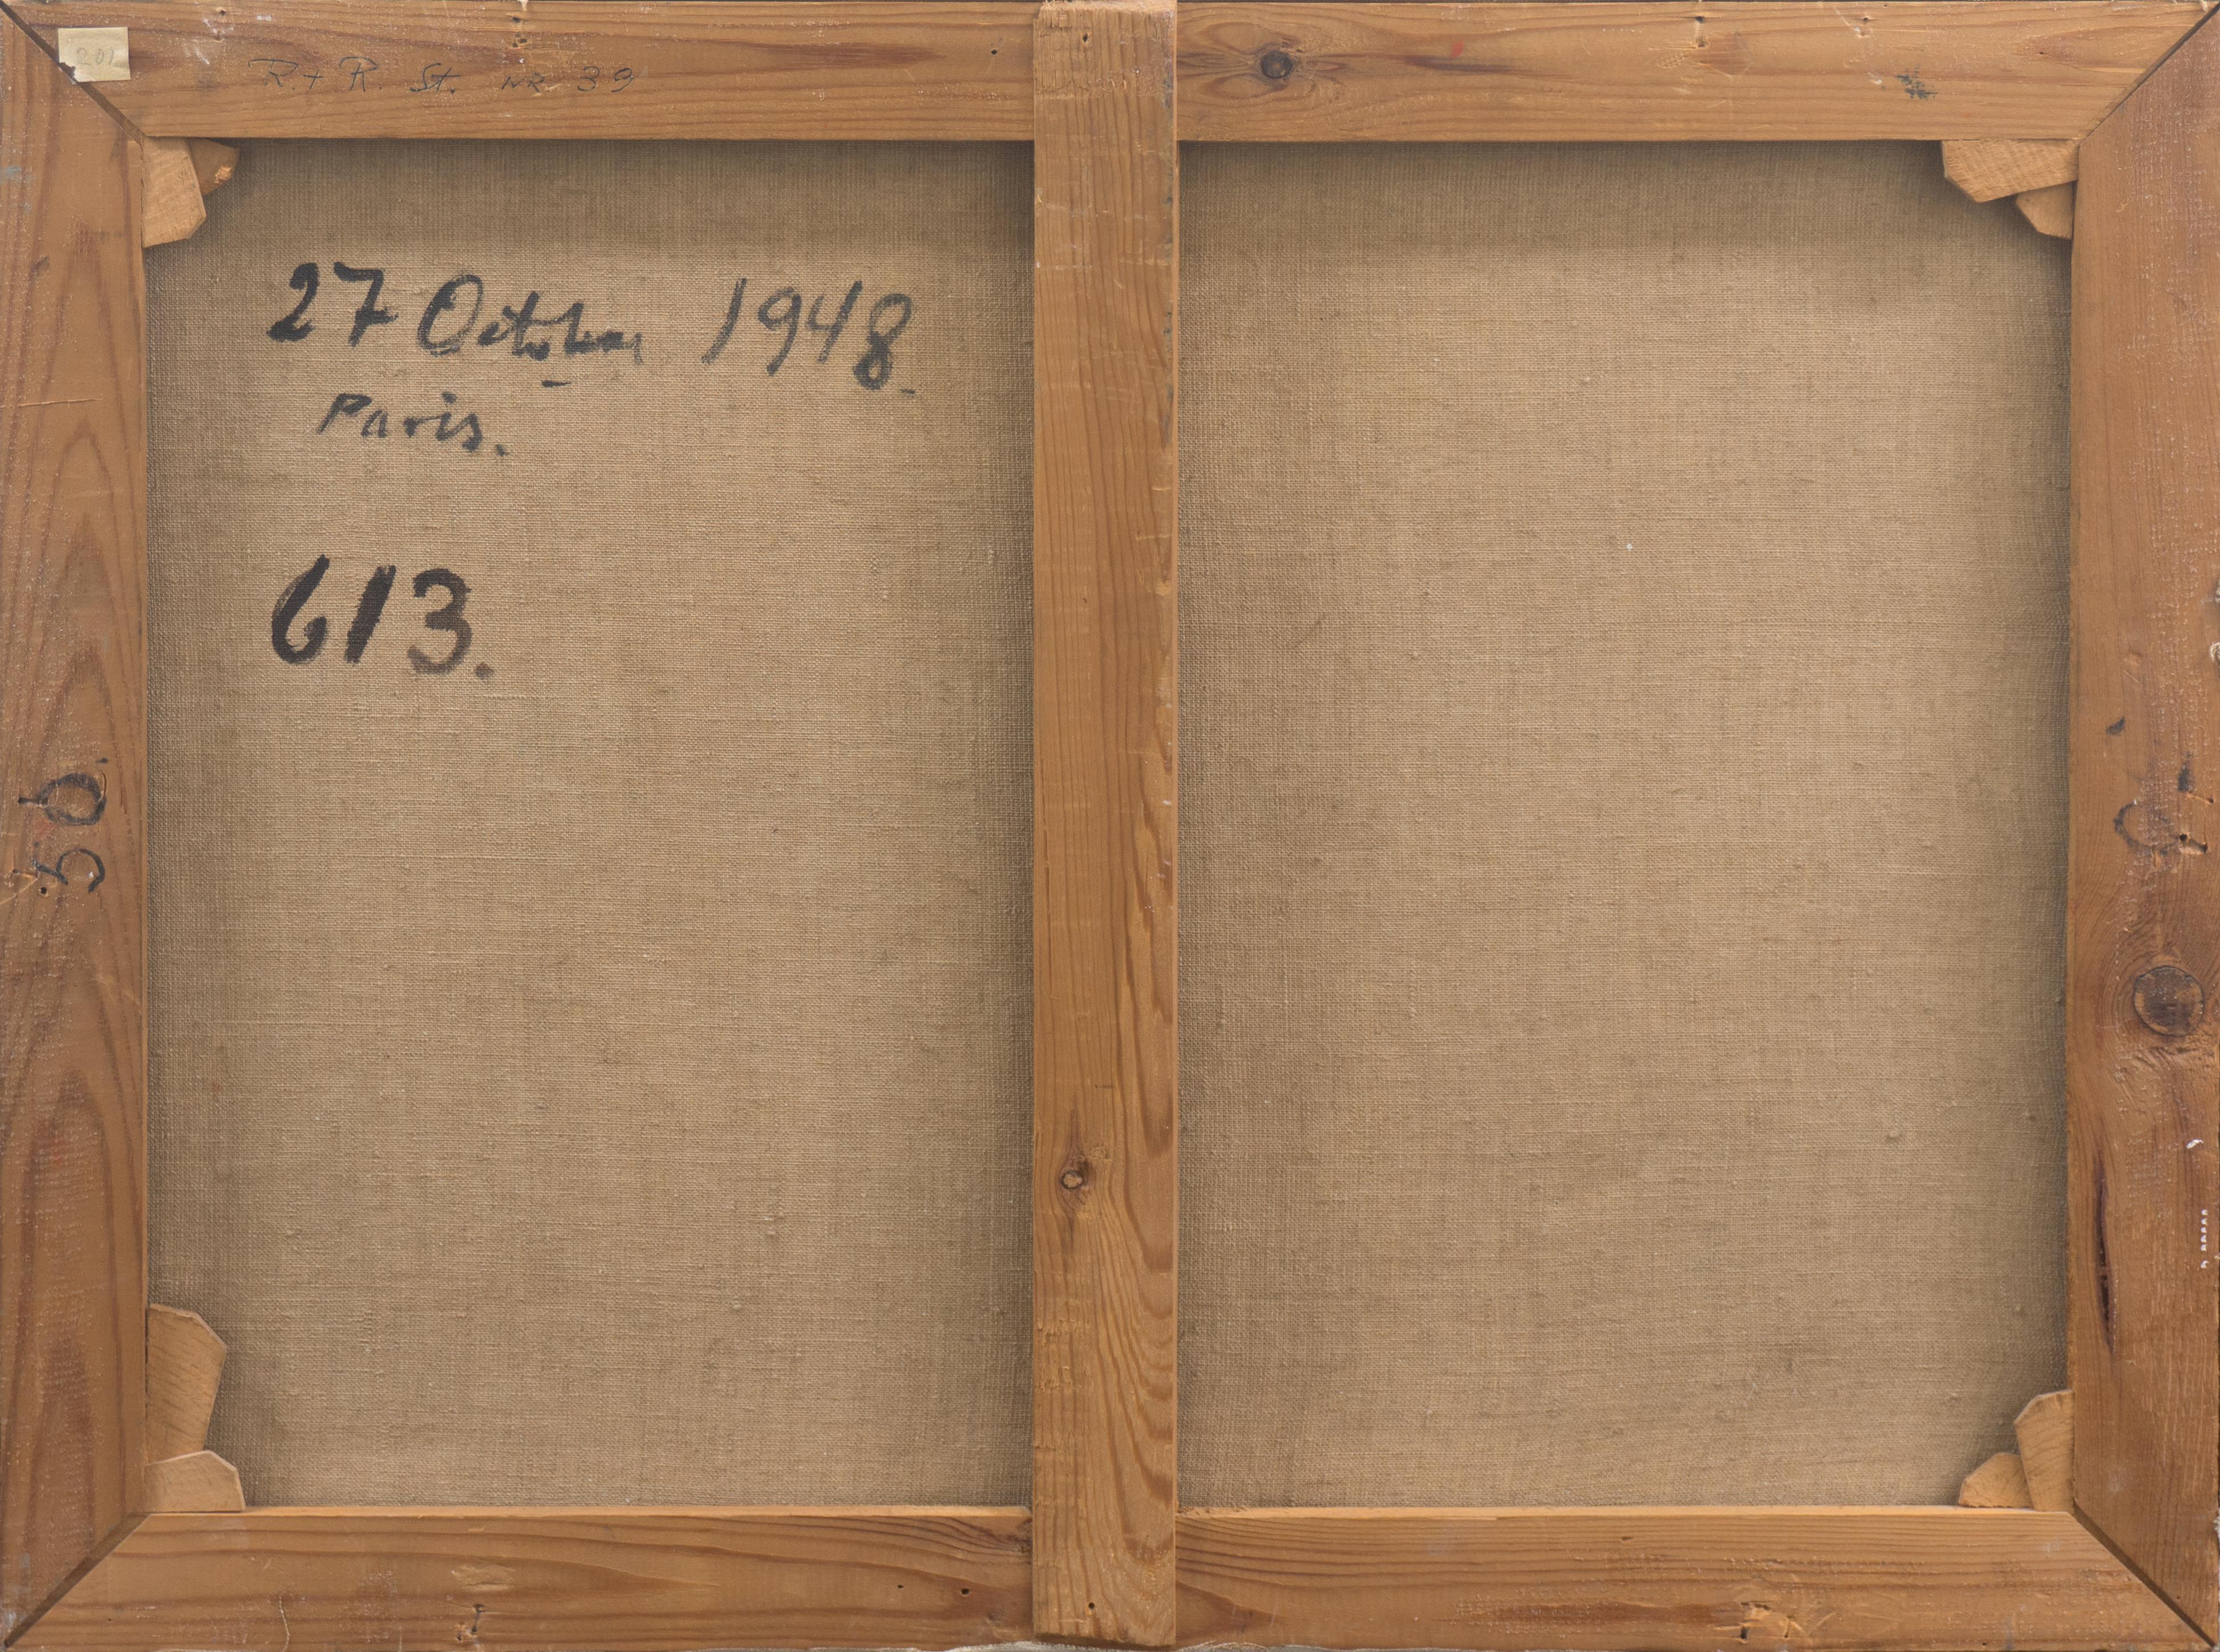 201
R. + R. St. NR 39
27 October 1948.
Paris.
613.
50.